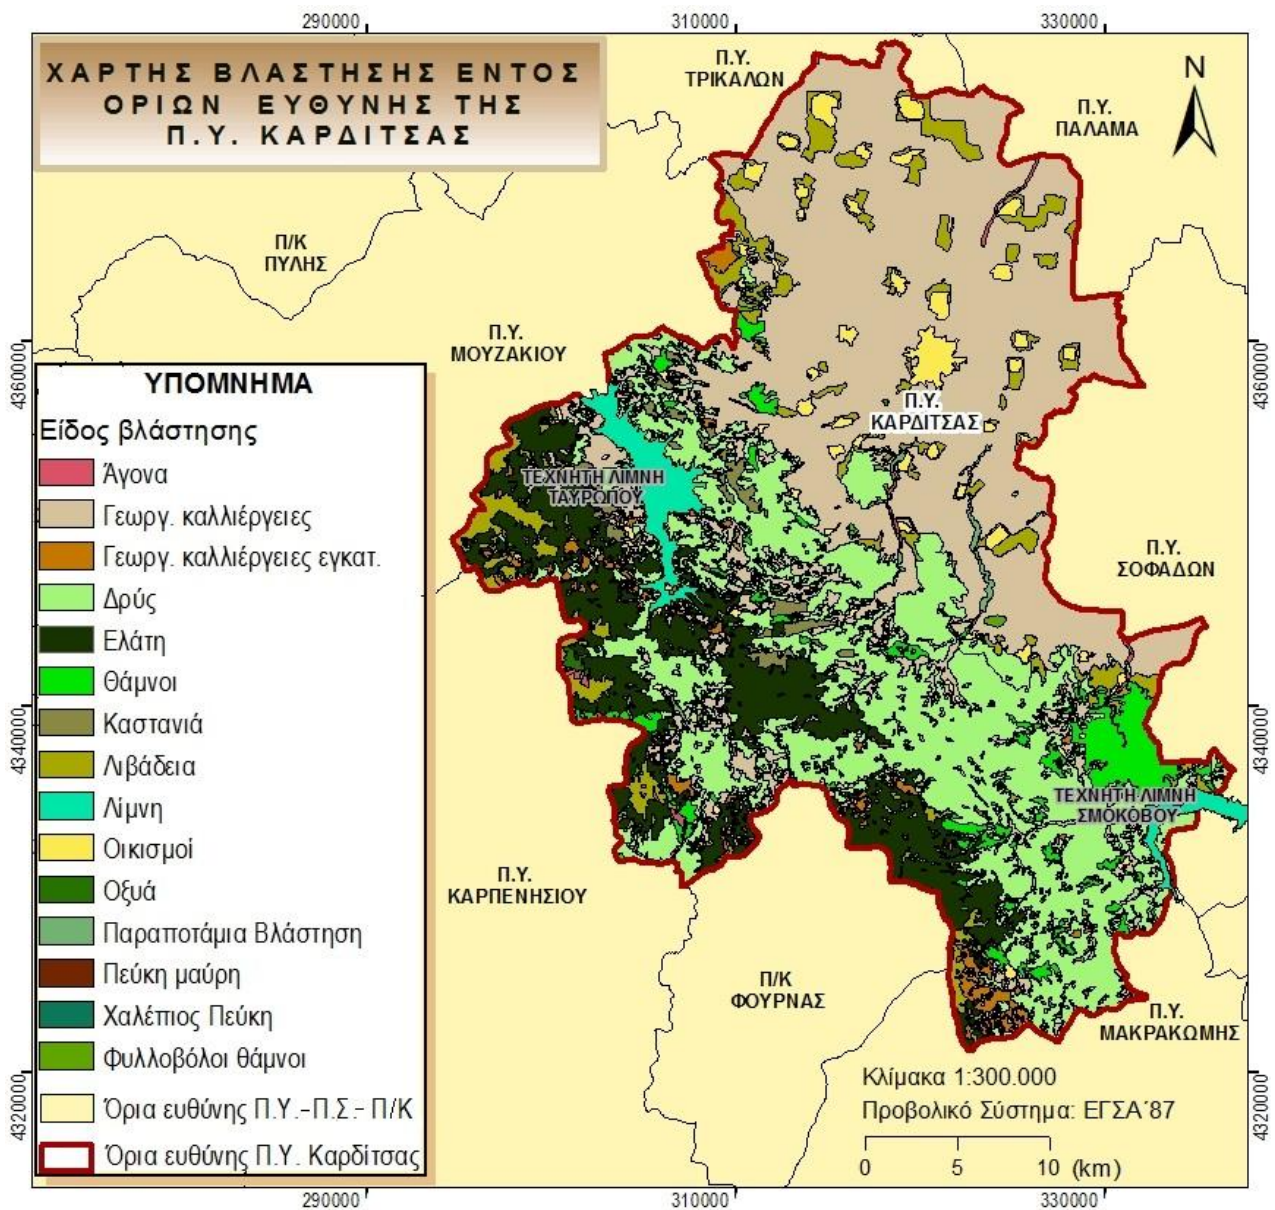 290000
310000
330000
ΧΑΡΤΗΣ ΒΛΑΣΤΗΣΗΣ ΕΝΤΟΣ
ΟΡΙΩΝ ΕΥΘΥΝΗΣ ΤΗΣ
Π.Υ. ΚΑΡΔΙΤΣΑΣ
Π.Υ.
ΤΡΙΚΑΛΩΝ
Π.Υ.
ΠΑΛΑΜΑ
N
Π/Κ
ΠΥΛΗΣ
Π.Υ.
ΜΟΥΖΑΚΙΟΥ
4360000
4360000
Π.Υ.
ΚΑΡΔΙΤΣΑΣ
ΤΕΧΝΗΤΗ ΛΙΜΝΗ
ΤΑΥΡΩΠΟΥ
Π.Υ.
ΣΟΦΑΔΩΝ
ΥΠΟΜΝΗΜΑ
Είδος βλάστησης
Άγονα
Γεωργ. καλλιέργειες
Γεωργ. καλλιέργειες εγκατ.
Δρύς
Ελάτη
Θάμνοι
Καστανιά
Λιβάδεια
Λίμνη
Οικισμοί
Οξυά
Παραποτάμια Βλάστηση
Πεύκη μαύρη
Χαλέπιος Πεύκη
Φυλλοβόλοι θάμνοι
Όρια ευθύνης Π.Υ.-Π.Σ.- Π/Κ
Όρια ευθύνης Π.Υ. Καρδίτσας
4340000
4340000
ΤΕΧΝΗΤΗ ΛΙΜΝΗ
ΣΜΟΚΟΒΟΥ
Π.Υ.
ΚΑΡΠΕΝΗΣΙΟΥ
Π/Κ
ΦΟΥΡΝΑΣ
Π.Υ.
ΜΑΚΡΑΚΩΜΗΣ
4320000
4320000
Κλίμακα 1:300.000
Προβολικό Σύστημα: ΕΓΣΑ΄87
0 5 10 (km)
290000
310000
330000